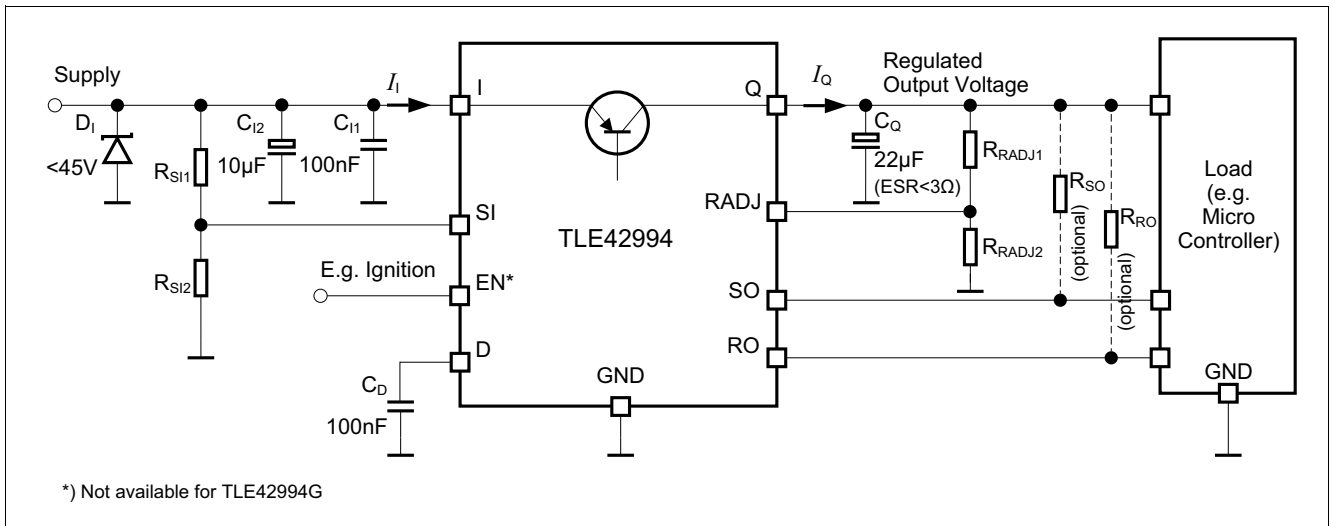 Supply
I_I
I
Q
I_Q
Regulated
Output Voltage
D_I
<45V
R_SI1
C_I2
10µF
C_I1
100nF
C_Q
22µF
(ESR<3Ω)
R_RADJ1
R_SO
(optional)
R_RO
(optional)
Load
(e.g.
Micro
Controller)
SI
TLE42994
RADJ
R_RADJ2
R_SI2
E.g. Ignition
EN*
SO
D
RO
C_D
100nF
GND
GND
*) Not available for TLE42994G